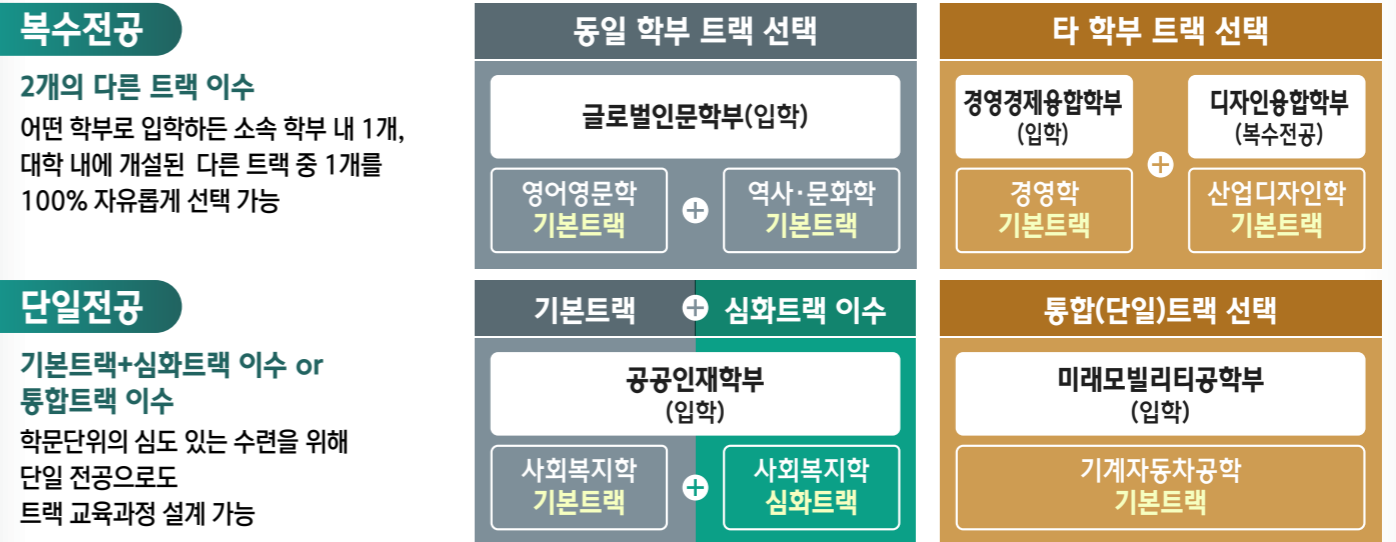 복수전공
2개의 다른 트랙 이수
어떤 학부로 입학하든 소속 학부 내 1개,
대학 내에 개설된 다른 트랙 중 1개를
100% 자유롭게 선택 가능
동일 학부 트랙 선택
글로벌인문학부(입학)
영어영문학
기본트랙
+
역사·문화학
기본트랙
타 학부 트랙 선택
경영경제융합학부
(입학)
경영학
기본트랙
+
디자인융합학부
(복수전공)
산업디자인학
기본트랙
단일전공
기본트랙+심화트랙 이수 or
통합트랙 이수
학문단위의 심도 있는 수련을 위해
단일 전공으로도
트랙 교육과정 설계 가능
기본트랙 + 심화트랙 이수
공공인재학부
(입학)
사회복지학
기본트랙
+
사회복지학
심화트랙
통합(단일)트랙 선택
미래모빌리티공학부
(입학)
기계자동차공학
기본트랙